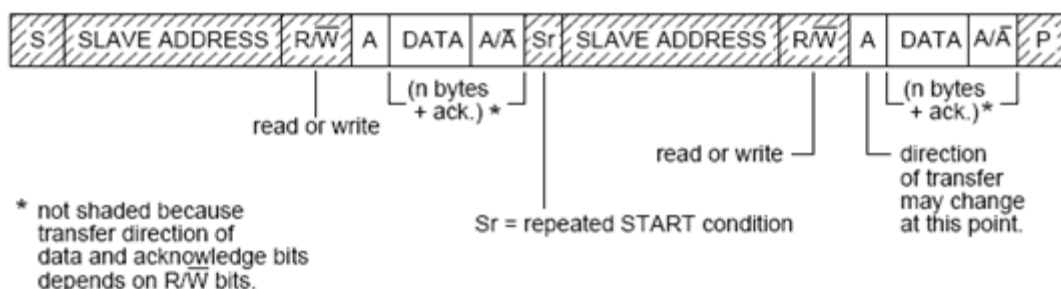 S SLAVE ADDRESS R/W̅ A DATA A/A̅ Sr SLAVE ADDRESS R/W̅ A DATA A/A̅ P
(n bytes
+ ack.) *
(n bytes
+ ack.) *
read or write
read or write
direction
of transfer
may change
at this point.
* not shaded because
transfer direction of
data and acknowledge bits
depends on R/W̅ bits.
Sr = repeated START condition